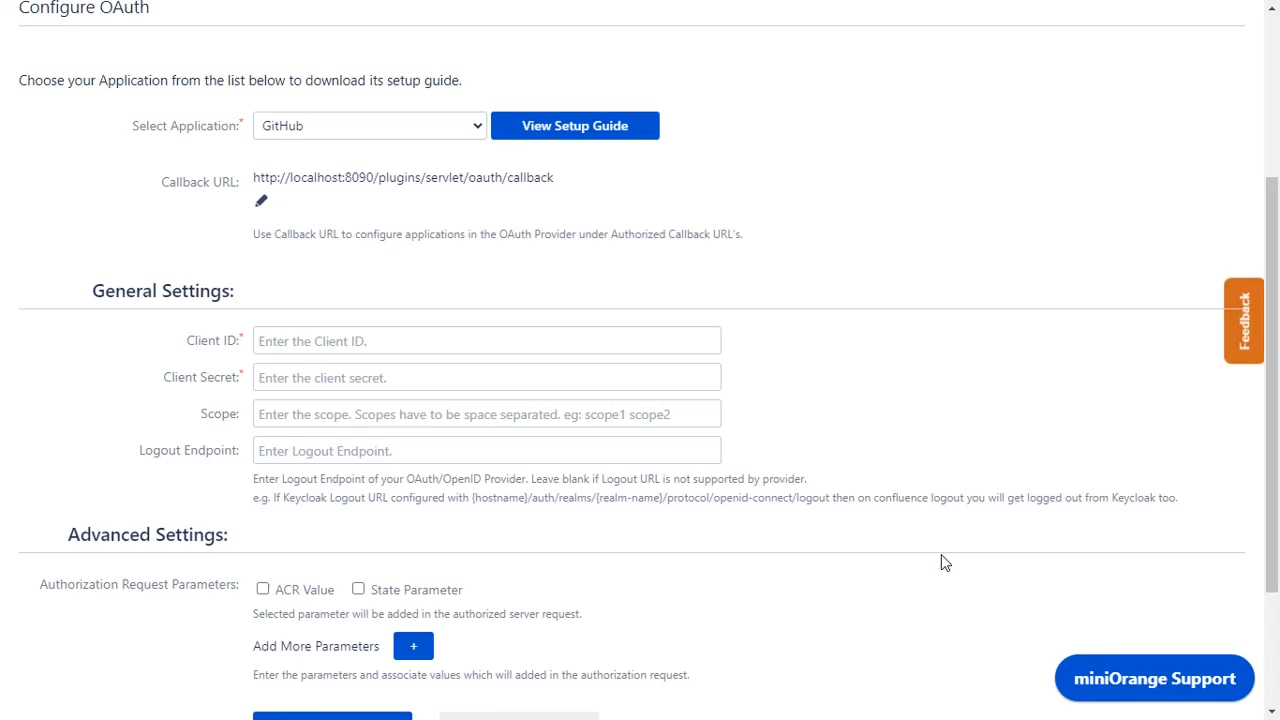 Configure OAuth
Choose your Application from the list below to download its setup guide.
Select Application:* GitHub View Setup Guide
Callback URL: http://localhost:8090/plugins/servlet/oauth/callback
Use Callback URL to configure applications in the OAuth Provider under Authorized Callback URL's.
General Settings:
Feedback
Client ID:* Enter the Client ID.
Client Secret:* Enter the client secret.
Scope: Enter the scope. Scopes have to be space separated. eg: scope1 scope2
Logout Endpoint: Enter Logout Endpoint.
Enter Logout Endpoint of your OAuth/OpenID Provider. Leave blank if Logout URL is not supported by provider.
e.g. If Keycloak Logout URL configured with {hostname}/auth/realms/{realm-name}/protocol/openid-connect/logout then on confluence logout you will get logged out from Keycloak too.
Advanced Settings:
Authorization Request Parameters: ACR Value State Parameter
Selected parameter will be added in the authorized server request.
Add More Parameters +
Enter the parameters and associate values which will added in the authorization request.
miniOrange Support